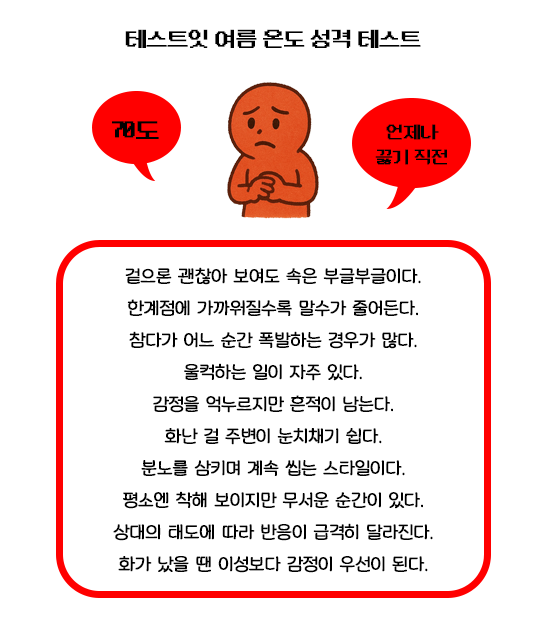 테스트잇 여름 온도 성격 테스트
70도
언제나
끓기 직전
겉으론 괜찮아 보여도 속은 부글부글이다.
한계점에 가까워질수록 말수가 줄어든다.
참다가 어느 순간 폭발하는 경우가 많다.
울컥하는 일이 자주 있다.
감정을 억누르지만 흔적이 남는다.
화난 걸 주변이 눈치채기 쉽다.
분노를 삼키며 계속 씹는 스타일이다.
평소엔 착해 보이지만 무서운 순간이 있다.
상대의 태도에 따라 반응이 급격히 달라진다.
화가 났을 땐 이성보다 감정이 우선이 된다.